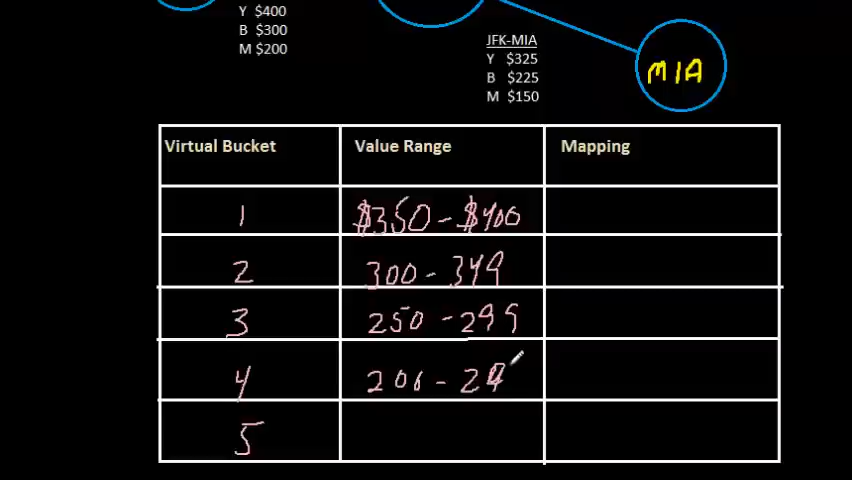 Y $400
B $300
M $200
JFK-MIA
Y $325
B $225
M $150
MIA
Virtual Bucket Value Range Mapping
1 $350 - $400
2 300 - 349
3 250 - 299
4 200 -
5